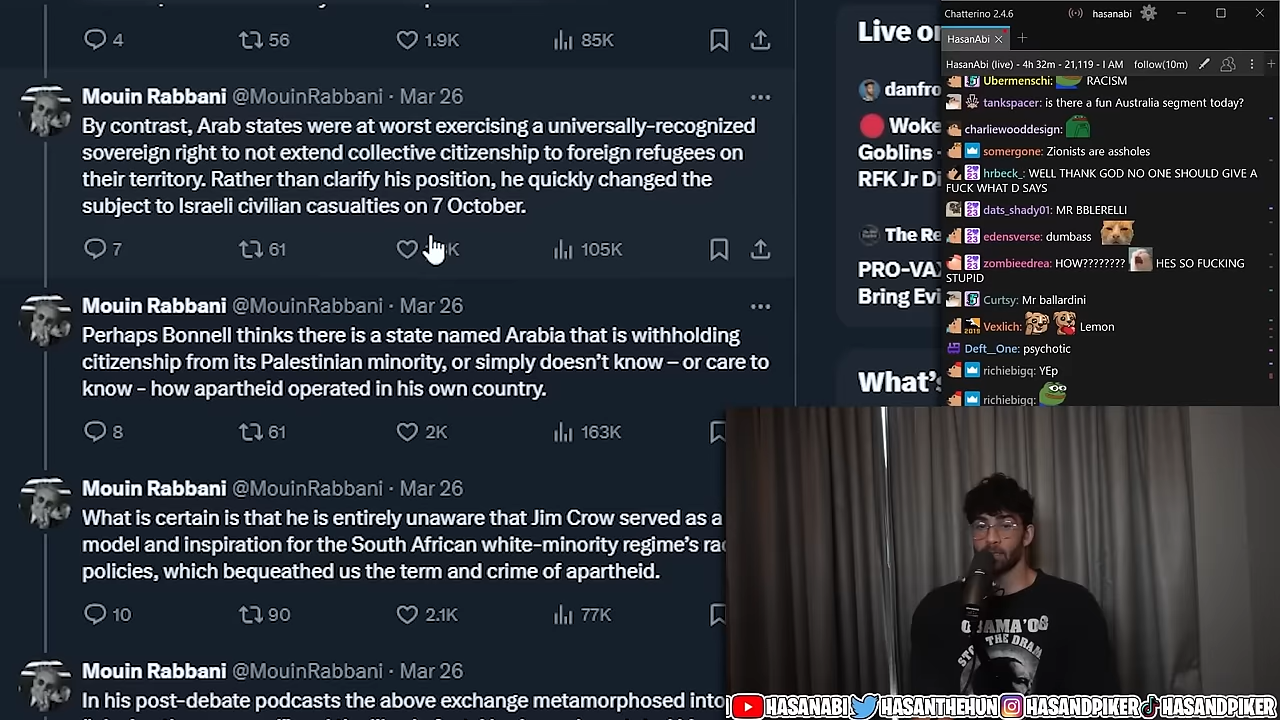 4 56 1.9K 85K
Mouin Rabbani @MouinRabbani · Mar 26
By contrast, Arab states were at worst exercising a universally-recognized
sovereign right to not extend collective citizenship to foreign refugees on
their territory. Rather than clarify his position, he quickly changed the
subject to Israeli civilian casualties on 7 October.
7 61 K 105K
Mouin Rabbani @MouinRabbani · Mar 26
Perhaps Bonnell thinks there is a state named Arabia that is withholding
citizenship from its Palestinian minority, or simply doesn't know – or care to
know - how apartheid operated in his own country.
8 61 2K 163K
Mouin Rabbani @MouinRabbani · Mar 26
What is certain is that he is entirely unaware that Jim Crow served as a
model and inspiration for the South African white-minority regime's rac
policies, which bequeathed us the term and crime of apartheid.
10 90 2.1K 77K
Mouin Rabbani @MouinRabbani · Mar 26
In his post-debate podcasts the above exchange metamorphosed into
Live on
danfro
Woke
Goblins -
RFK Jr Di
The Re
PRO-VAX
Bring Evi
What's
Chatterino 2.4.6
hasanabi
HasanAbi
HasanAbi (live) - 4h 32m - 21,119 - I AM follow(10m)
Ubermenschi: RACISM
tankspacer: is there a fun Australia segment today?
charliewooddesign:
somergone: Zionists are assholes
hrbeck_: WELL THANK GOD NO ONE SHOULD GIVE A
FUCK WHAT D SAYS
dats_shady01: MR BBLERELLI
edensverse: dumbass
zombieedrea: HOW???????? HES SO FUCKING
STUPID
Curtsy: Mr ballardini
Vexlich: Lemon
Deft__One: psychotic
richiebigq: YEp
richiebigq:
OBAMA'08
STOP THE DRAMA
HASANABI HASANTHEHUN HASANDPIKER HASANDPIKER